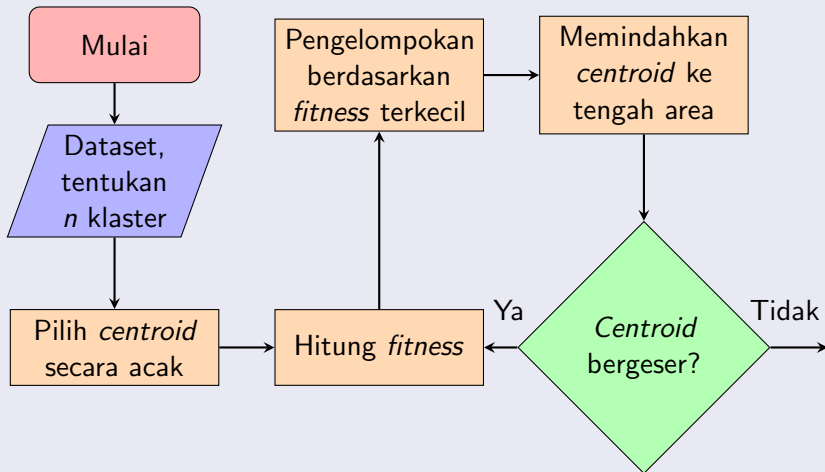 Mulai
Dataset,
tentukan
n klaster
Pilih centroid
secara acak
Hitung fitness
Pengelompokan
berdasarkan
fitness terkecil
Memindahkan
centroid ke
tengah area
Centroid
bergeser?
Ya
Tidak